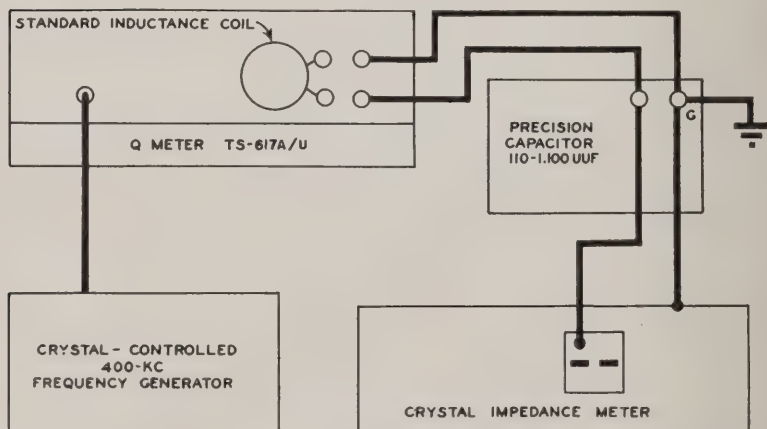 STANDARD INDUCTANCE COIL
Q METER TS-617A/U
PRECISION
CAPACITOR
110-1,100 UUF
G
CRYSTAL - CONTROLLED
400-KC
FREQUENCY GENERATOR
CRYSTAL IMPEDANCE METER